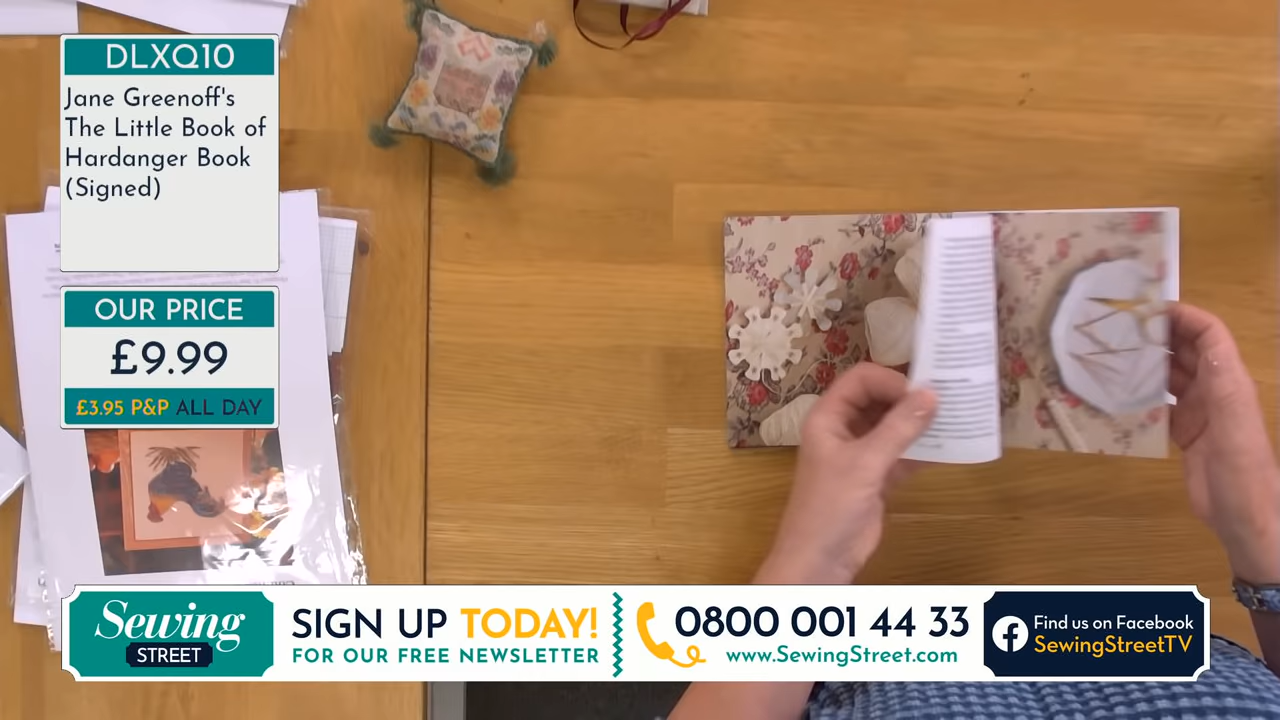 DLXQ10
Jane Greenoff's
The Little Book of
Hardanger Book
(Signed)
OUR PRICE
£9.99
£3.95 P&P ALL DAY
Sewing
STREET
SIGN UP TODAY!
FOR OUR FREE NEWSLETTER
0800 001 44 33
www.SewingStreet.com
Find us on Facebook
SewingStreetTV